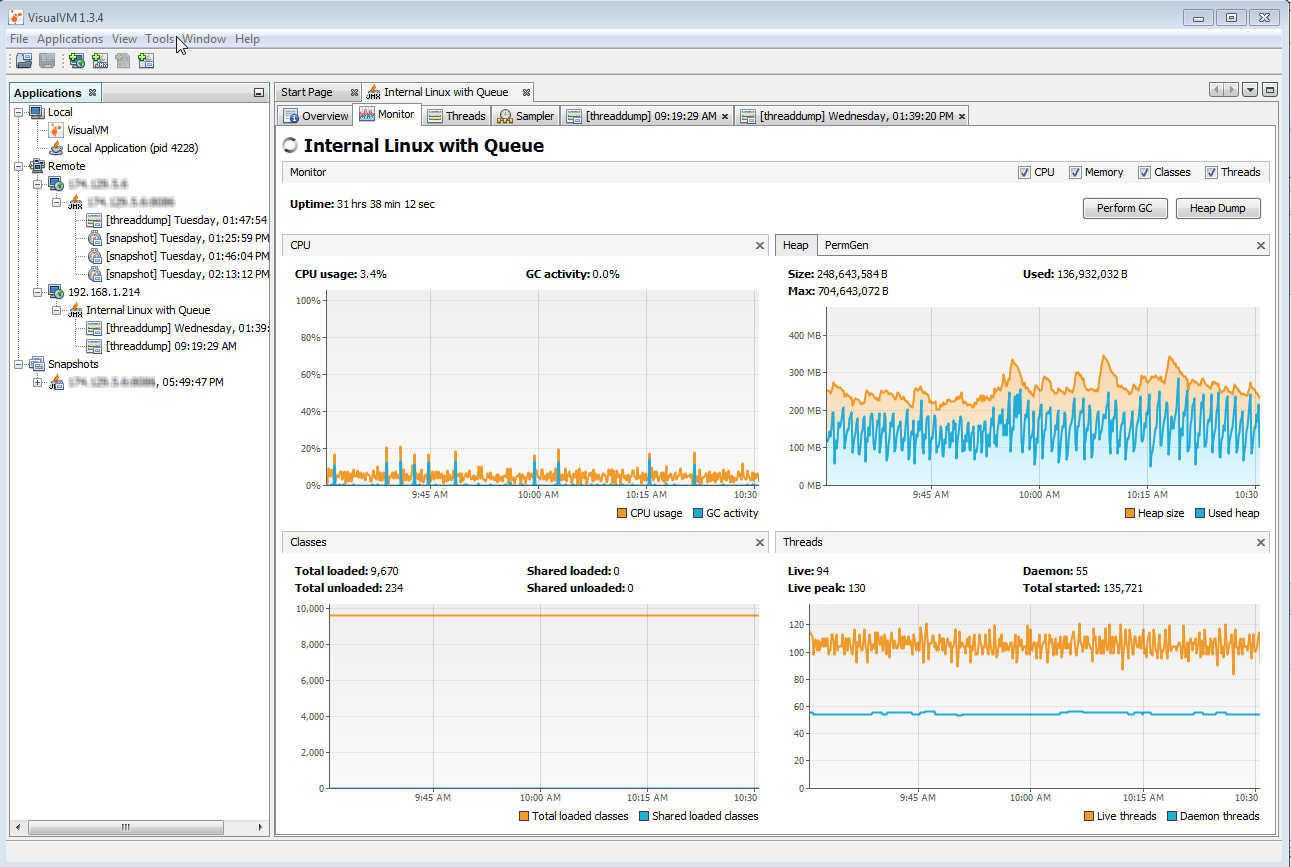 VisualVM 1.3.4
File Applications View Tools Window Help
Applications
Local
VisualVM
Local Application (pid 4228)
Remote
[threaddump] Tuesday, 01:47:54
[snapshot] Tuesday, 01:25:59 PM
[snapshot] Tuesday, 01:46:04 PM
[snapshot] Tuesday, 02:13:12 PM
192.168.1.214
Internal Linux with Queue
[threaddump] Wednesday, 01:39:
[threaddump] 09:19:29 AM
Snapshots
, 05:49:47 PM
Start Page Internal Linux with Queue
Overview Monitor Threads Sampler [threaddump] 09:19:29 AM [threaddump] Wednesday, 01:39:20 PM
Internal Linux with Queue
Monitor CPU Memory Classes Threads
Uptime: 31 hrs 38 min 12 sec Perform GC Heap Dump
CPU
CPU usage: 3.4% GC activity: 0.0%
100%
80%
60%
40%
20%
0%
9:45 AM 10:00 AM 10:15 AM 10:30
CPU usage GC activity
Heap PermGen
Size: 248,643,584 B Used: 136,932,032 B
Max: 704,643,072 B
400 MB
300 MB
200 MB
100 MB
0 MB
9:45 AM 10:00 AM 10:15 AM 10:30
Heap size Used heap
Classes
Total loaded: 9,670 Shared loaded: 0
Total unloaded: 234 Shared unloaded: 0
10,000
8,000
6,000
4,000
2,000
0
9:45 AM 10:00 AM 10:15 AM 10:30
Total loaded classes Shared loaded classes
Threads
Live: 94 Daemon: 55
Live peak: 130 Total started: 135,721
120
100
80
60
40
20
0
9:45 AM 10:00 AM 10:15 AM 10:30
Live threads Daemon threads